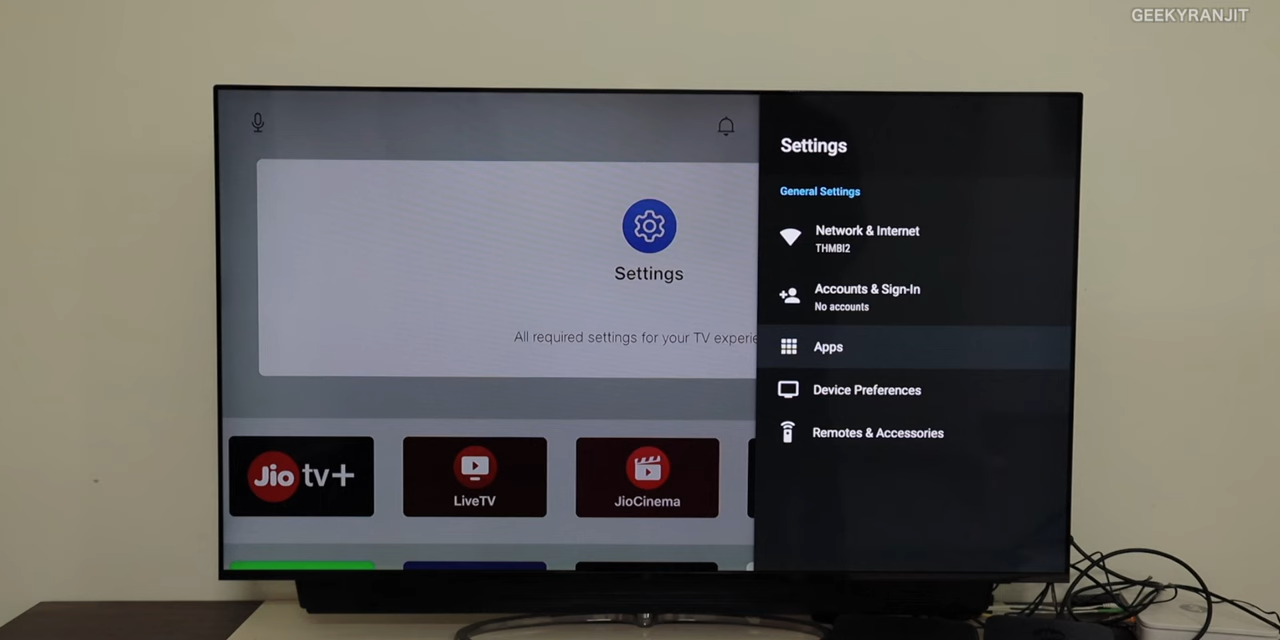 GEEKYRANJIT
Settings
All required settings for your TV experie
Jio tv+
LiveTV
JioCinema
Settings
General Settings
Network & Internet
THMBI2
Accounts & Sign-In
No accounts
Apps
Device Preferences
Remotes & Accessories